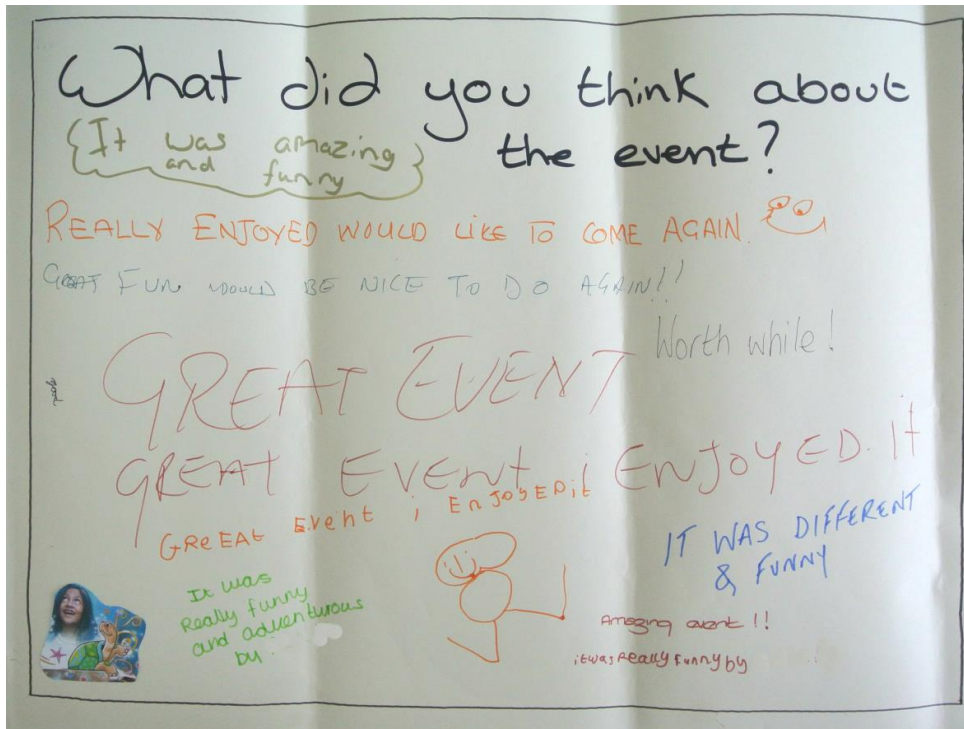 What did you think about
the event?
{It was amazing
and funny}
REALLY ENJOYED WOULD LIKE TO COME AGAIN
GREAT FUN WOULD BE NICE TO DO AGAIN!!
Worth while!
GREAT EVENT
good
GREAT EVENT i ENJOYED It
GREEAt Event i EnJOYEDit
IT WAS DIFFERENT
& FUNNY
It was
Really funny
and adventurous
by
Amazing event!!
it was Really Funny by